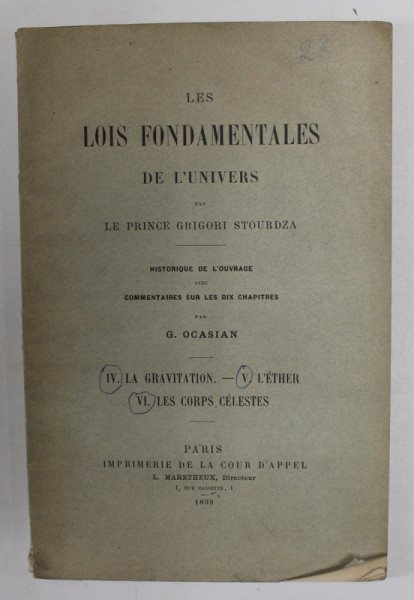 28
LES
LOIS FONDAMENTALES
DE L'UNIVERS
PAR
LE PRINCE GRIGORI STOURDZA
HISTORIQUE DE L'OUVRAGE
AVEC
COMMENTAIRES SUR LES DIX CHAPITRES
PAR
G. OCASIAN
IV. LA GRAVITATION. — V. L'ÉTHER
VI. LES CORPS CÉLESTES
PARIS
IMPRIMERIE DE LA COUR D'APPEL
L. MARETHEUX, Directeur
1, RUE CASSETTE, 1